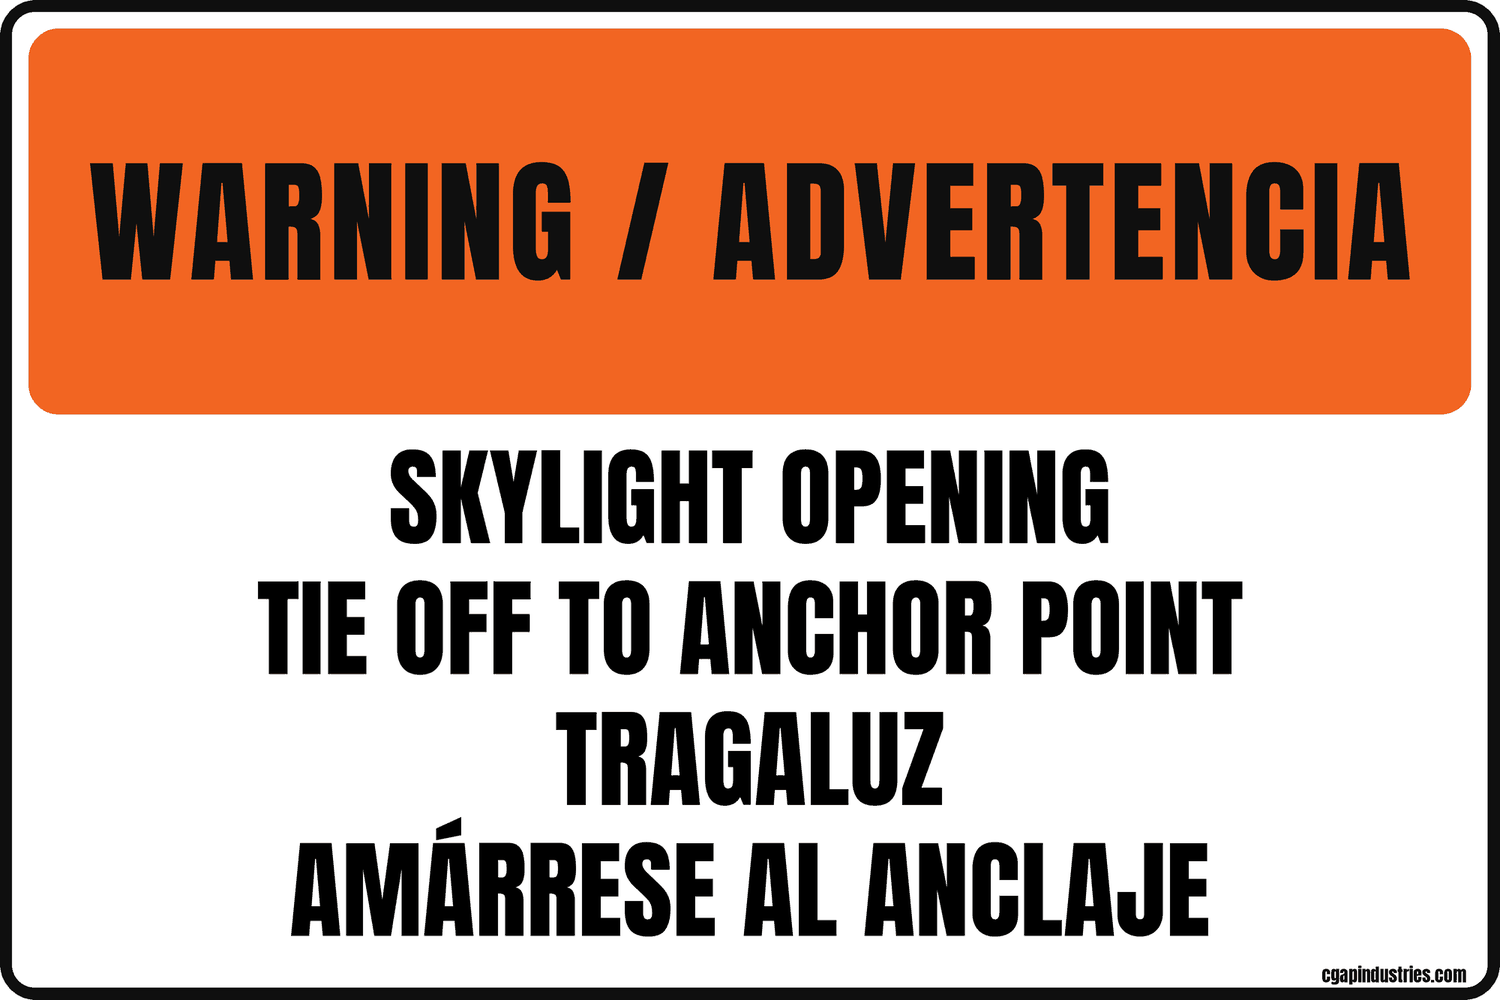 WARNING / ADVERTENCIA
SKYLIGHT OPENING
TIE OFF TO ANCHOR POINT
TRAGALUZ
AMÁRRESE AL ANCLAJE
cgapindustries.com